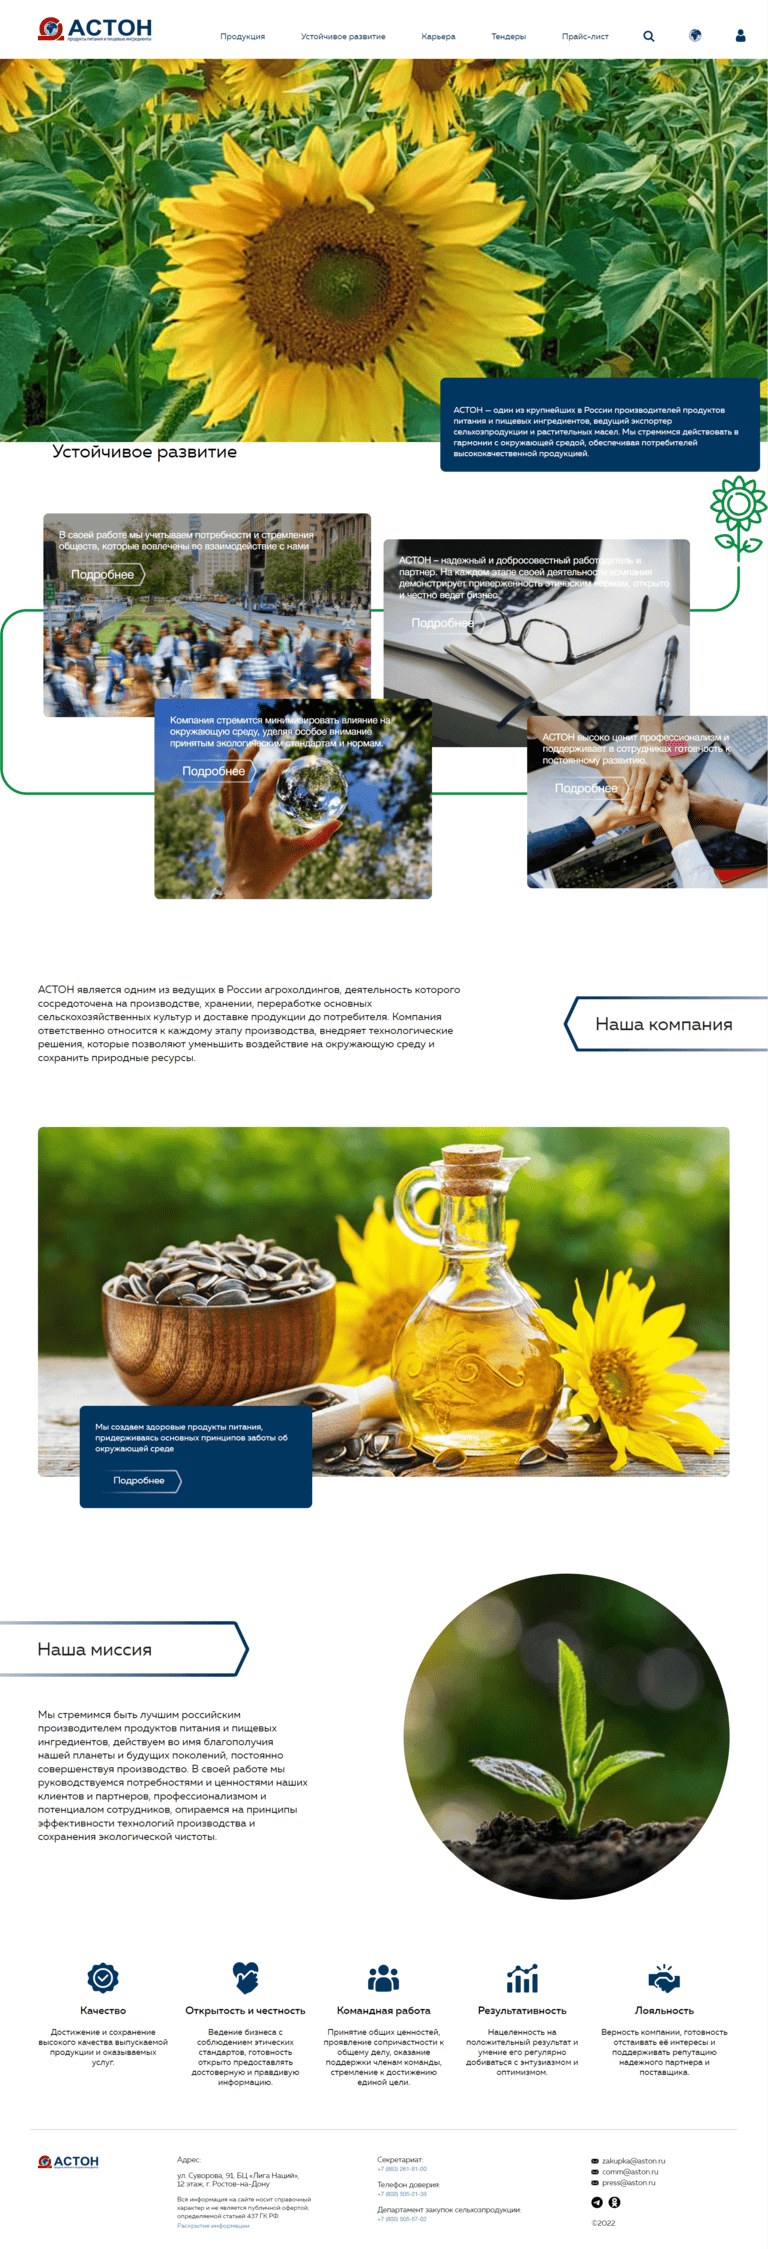 АСТОН
продукты питания и пищевые ингредиенты
Продукция
Устойчивое развитие
Карьера
Тендеры
Прайс-лист
АСТОН — один из крупнейших в России производителей продуктов
питания и пищевых ингредиентов, ведущий экспортер
сельхозпродукции и растительных масел. Мы стремимся действовать в
гармонии с окружающей средой, обеспечивая потребителей
высококачественной продукцией.
Устойчивое развитие
В своей работе мы учитываем потребности и стремления
обществ, которые вовлечены во взаимодействие с нами
Подробнее
АСТОН – надежный и добросовестный работодатель и
партнер. На каждом этапе своей деятельности компания
демонстрирует приверженность этическим нормам, открыто
и честно ведет бизнес.
Подробнее
Компания стремится минимизировать влияние на
окружающую среду, уделяя особое внимание
принятым экологическим стандартам и нормам.
Подробнее
АСТОН высоко ценит профессионализм и
поддерживает в сотрудниках готовность к
постоянному развитию.
Подробнее
АСТОН является одним из ведущих в России агрохолдингов, деятельность которого
сосредоточена на производстве, хранении, переработке основных
сельскохозяйственных культур и доставке продукции до потребителя. Компания
ответственно относится к каждому этапу производства, внедряет технологические
решения, которые позволяют уменьшить воздействие на окружающую среду и
сохранить природные ресурсы.
Наша компания
Мы создаем здоровые продукты питания,
придерживаясь основных принципов заботы об
окружающей среде
Подробнее
Наша миссия
Мы стремимся быть лучшим российским
производителем продуктов питания и пищевых
ингредиентов, действуем во имя благополучия
нашей планеты и будущих поколений, постоянно
совершенствуя производство. В своей работе мы
руководствуемся потребностями и ценностями наших
клиентов и партнеров, профессионализмом и
потенциалом сотрудников, опираемся на принципы
эффективности технологий производства и
сохранения экологической чистоты.
Качество
Достижение и сохранение
высокого качества выпускаемой
продукции и оказываемых
услуг.
Открытость и честность
Ведение бизнеса с
соблюдением этических
стандартов, готовность
открыто предоставлять
достоверную и правдивую
информацию.
Командная работа
Принятие общих ценностей,
проявление сопричастности к
общему делу, оказание
поддержки членам команды,
стремление к достижению
единой цели.
Результативность
Нацеленность на
положительный результат и
умение его регулярно
добиваться с энтузиазмом и
оптимизмом.
Лояльность
Верность компании, готовность
отстаивать её интересы и
поддерживать репутацию
надежного партнера и
поставщика.
АСТОН
Адрес:
ул. Суворова, 91, БЦ «Лига Наций»,
12 этаж, г. Ростов-на-Дону
Вся информация на сайте носит справочный
характер и не является публичной офертой,
определяемой статьей 437 ГК РФ.
Раскрытие информации
Секретариат:
Телефон доверия:
Департамент закупок сельхозпродукции:
zakupka@aston.ru
comm@aston.ru
press@aston.ru
©2022